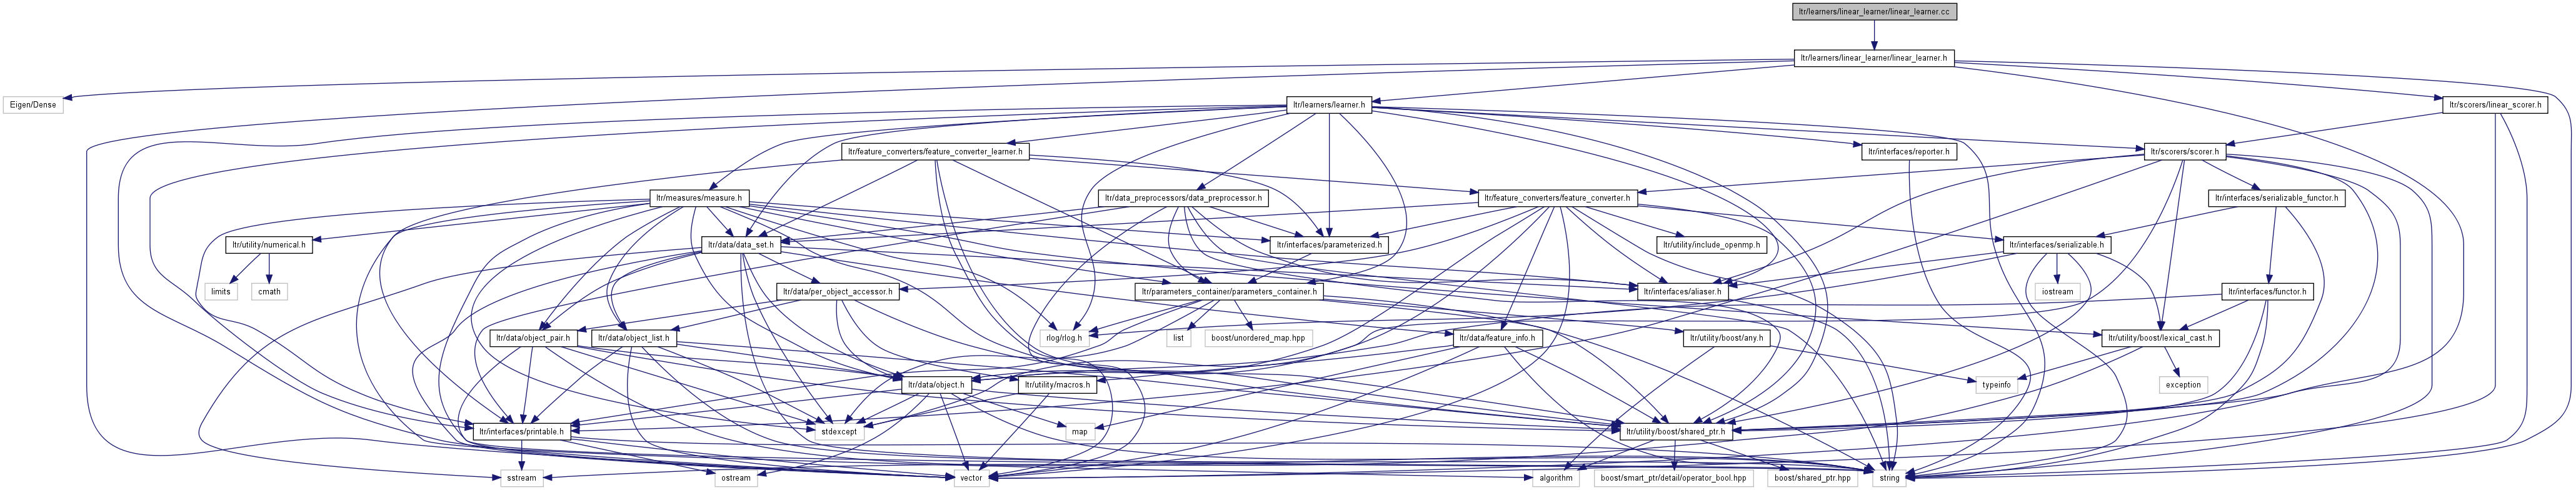 ltr/learners/linear_learner/linear_learner.cc
ltr/learners/linear_learner/linear_learner.h
Eigen/Dense
ltr/learners/learner.h
ltr/scorers/linear_scorer.h
ltr/feature_converters/feature_converter_learner.h
ltr/interfaces/reporter.h
ltr/scorers/scorer.h
ltr/measures/measure.h
ltr/data_preprocessors/data_preprocessor.h
ltr/feature_converters/feature_converter.h
ltr/interfaces/serializable_functor.h
ltr/utility/numerical.h
ltr/data/data_set.h
ltr/interfaces/parameterized.h
ltr/utility/include_openmp.h
ltr/interfaces/serializable.h
limits
cmath
ltr/data/per_object_accessor.h
ltr/parameters_container/parameters_container.h
ltr/interfaces/aliaser.h
iostream
ltr/interfaces/functor.h
ltr/data/object_pair.h
ltr/data/object_list.h
rlog/rlog.h
list
boost/unordered_map.hpp
ltr/data/feature_info.h
ltr/utility/boost/any.h
ltr/utility/boost/lexical_cast.h
ltr/data/object.h
ltr/utility/macros.h
typeinfo
exception
ltr/interfaces/printable.h
stdexcept
map
ltr/utility/boost/shared_ptr.h
sstream
ostream
vector
algorithm
boost/smart_ptr/detail/operator_bool.hpp
boost/shared_ptr.hpp
string